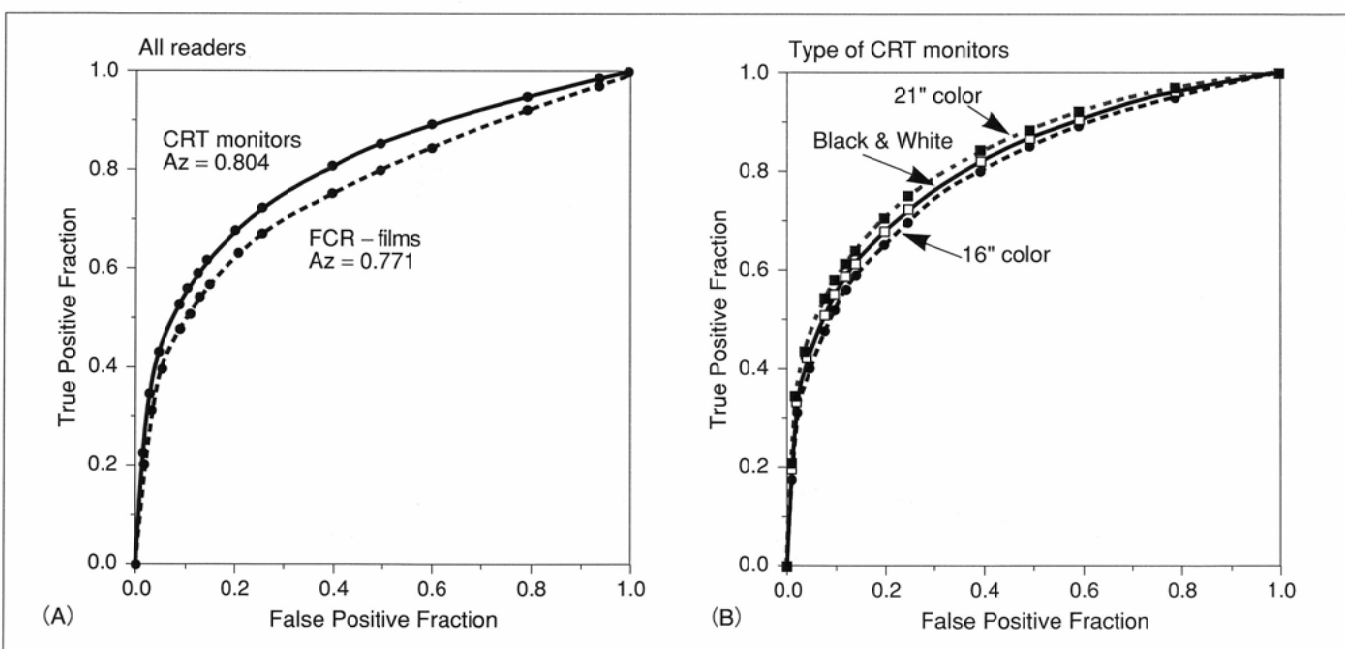 All readers
1.0
0.8
0.6
0.4
0.2
0.0
True Positive Fraction
CRT monitors
Az = 0.804
FCR – films
Az = 0.771
0.0 0.2 0.4 0.6 0.8 1.0
False Positive Fraction
(A)
Type of CRT monitors
1.0
0.8
0.6
0.4
0.2
0.0
True Positive Fraction
21" color
Black & White
16" color
0.0 0.2 0.4 0.6 0.8 1.0
False Positive Fraction
(B)